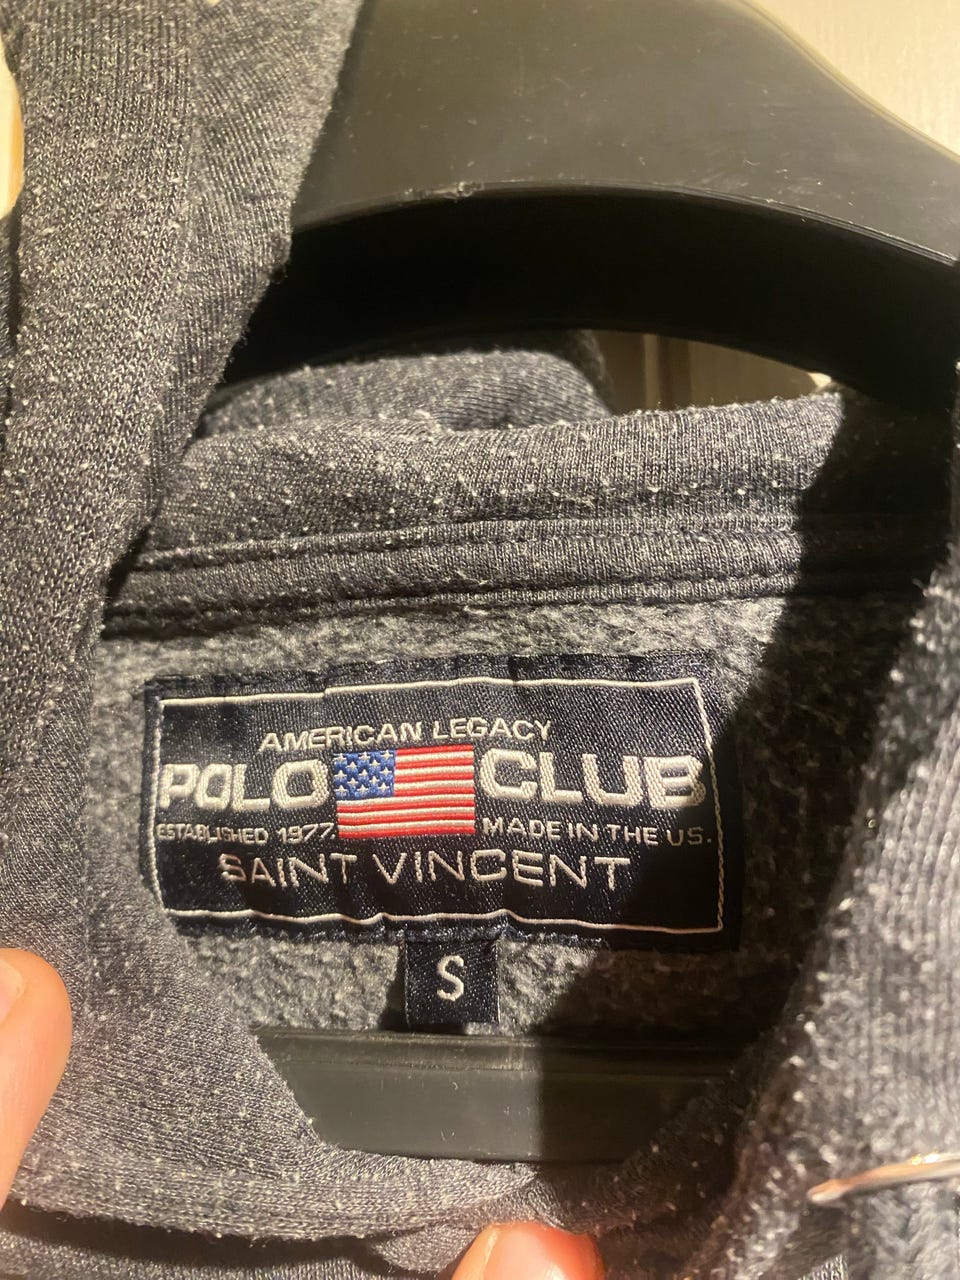 AMERICAN LEGACY
POLO CLUB
ESTABLISHED 1977. MADE IN THE US.
SAINT VINCENT
S